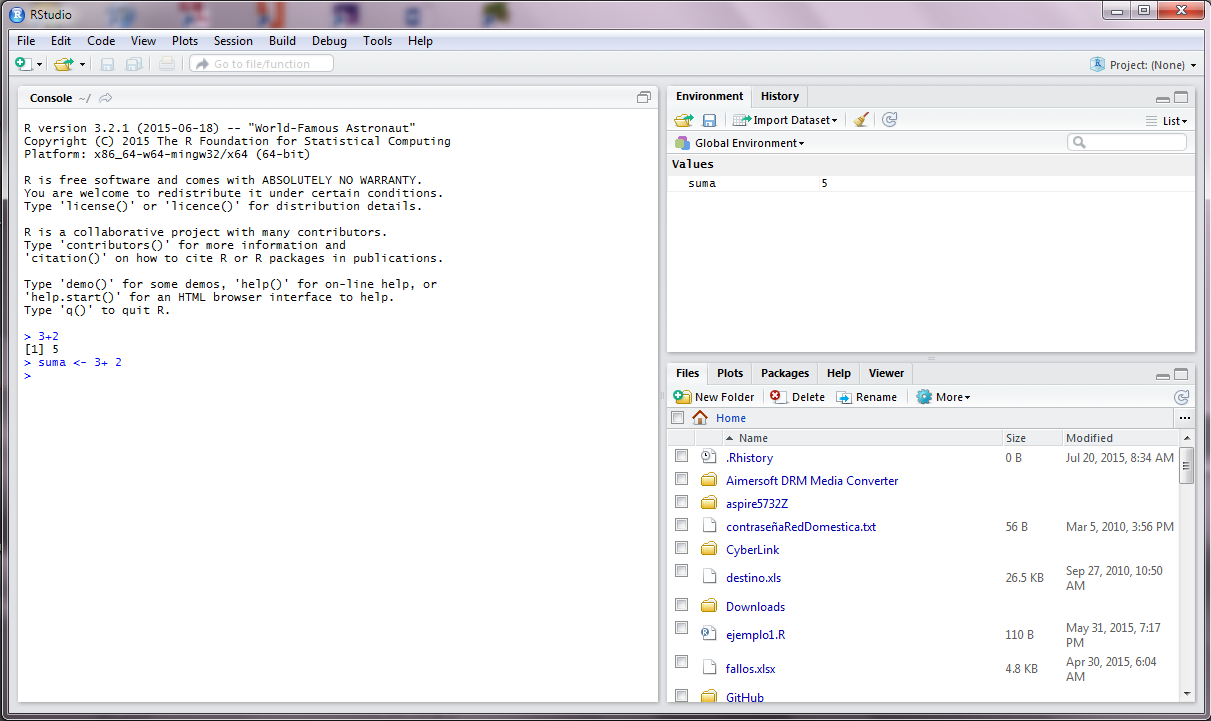 RStudio
File Edit Code View Plots Session Build Debug Tools Help
Go to file/function
Project: (None)
Console ~/
R version 3.2.1 (2015-06-18) -- "World-Famous Astronaut"
Copyright (C) 2015 The R Foundation for Statistical Computing
Platform: x86_64-w64-mingw32/x64 (64-bit)
R is free software and comes with ABSOLUTELY NO WARRANTY.
You are welcome to redistribute it under certain conditions.
Type 'license()' or 'licence()' for distribution details.
R is a collaborative project with many contributors.
Type 'contributors()' for more information and
'citation()' on how to cite R or R packages in publications.
Type 'demo()' for some demos, 'help()' for on-line help, or
'help.start()' for an HTML browser interface to help.
Type 'q()' to quit R.
> 3+2
[1] 5
> suma <- 3+ 2
>
Environment History
Import Dataset List
Global Environment
Values
suma 5
Files Plots Packages Help Viewer
New Folder Delete Rename More
Home ...
Name Size Modified
.Rhistory 0 B Jul 20, 2015, 8:34 AM
Aimersoft DRM Media Converter
aspire5732Z
contraseñaRedDomestica.txt 56 B Mar 5, 2010, 3:56 PM
CyberLink
destino.xls 26.5 KB Sep 27, 2010, 10:50
AM
Downloads
ejemplo1.R 110 B May 31, 2015, 7:17
PM
fallos.xlsx 4.8 KB Apr 30, 2015, 6:04
AM
GitHub